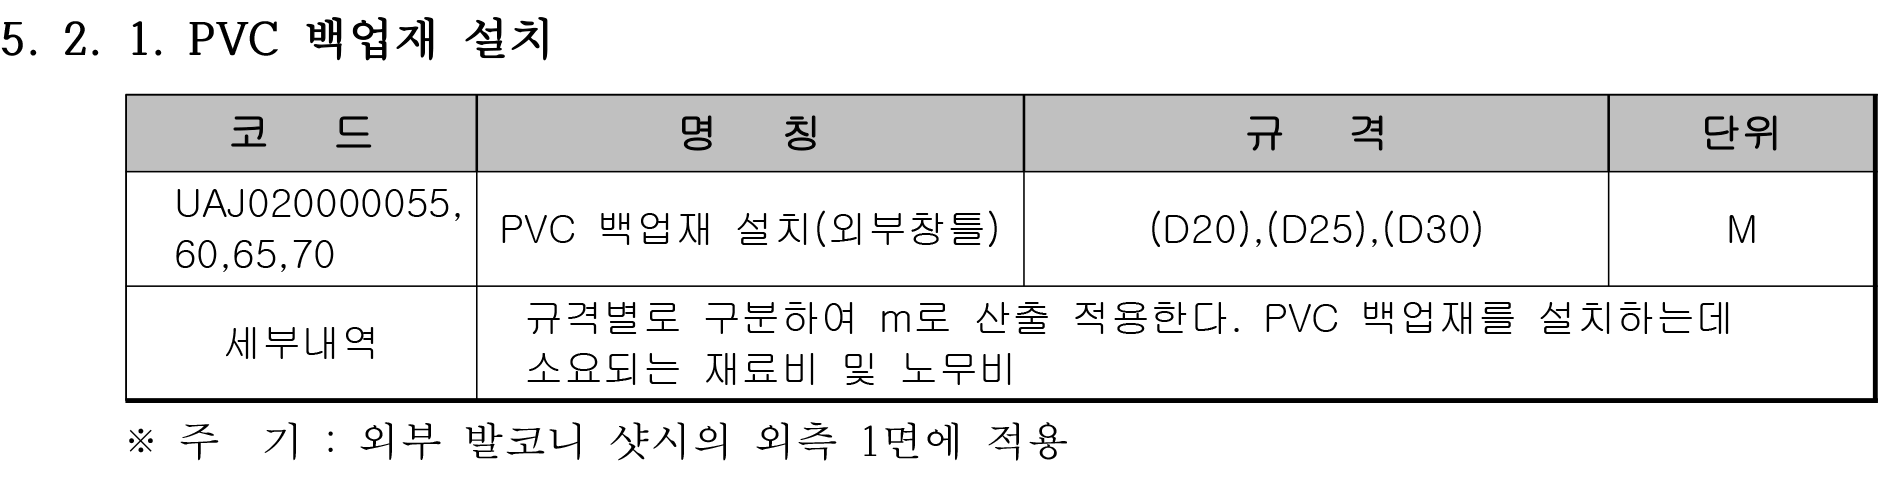 5. 2. 1. PVC 백업재 설치
코 드 명 칭 규 격 단위
UAJ020000055,
60,65,70
PVC 백업재 설치(외부창틀) (D20),(D25),(D30) M
세부내역
규격별로 구분하여 m로 산출 적용한다. PVC 백업재를 설치하는데
소요되는 재료비 및 노무비
※ 주 기 : 외부 발코니 샷시의 외측 1면에 적용